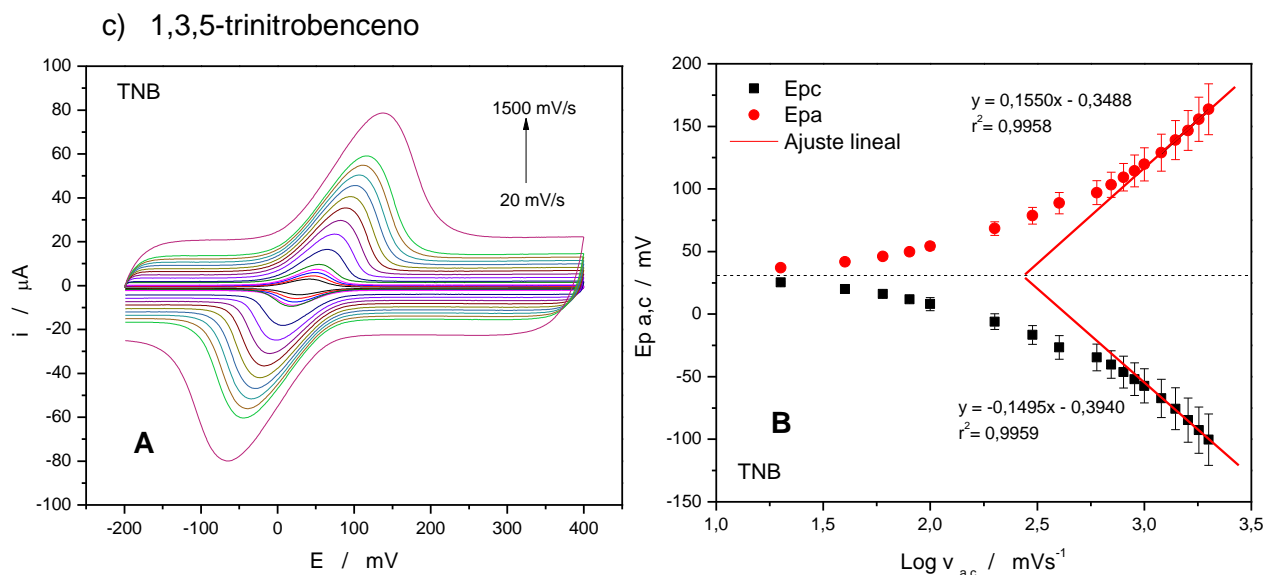 c) 1,3,5-trinitrobenceno
TNB
1500 mV/s
20 mV/s
A
i / μA
100
80
60
40
20
0
-20
-40
-60
-80
-100
-200 -100 0 100 200 300 400
E / mV
Epc
Epa
Ajuste lineal
y = 0,1550x - 0,3488
r²= 0,9958
y = -0,1495x - 0,3940
r²= 0,9959
B
TNB
Ep a,c / mV
200
150
100
50
0
-50
-100
-150
1,0 1,5 2,0 2,5 3,0 3,5
Log v a,c / mVs⁻¹